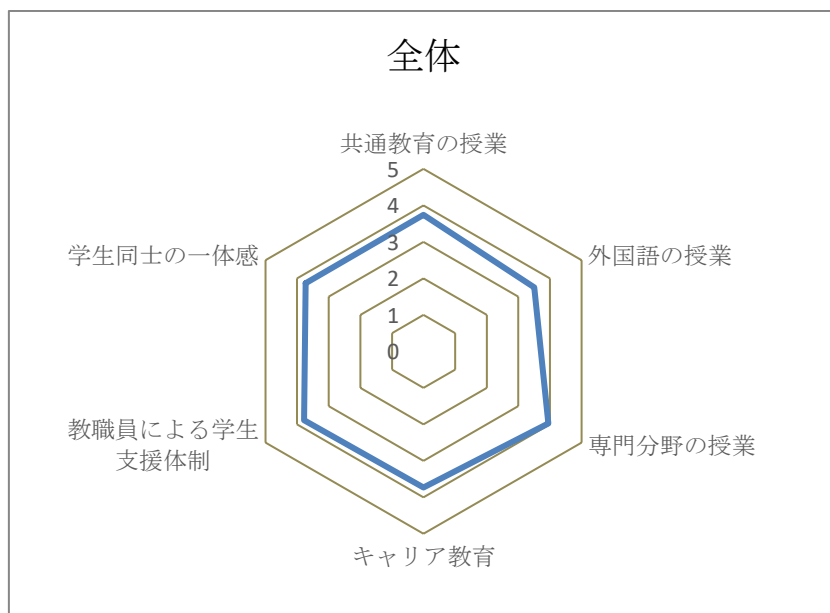 全体
共通教育の授業
5
4
3
2
1
0
学生同士の一体感
外国語の授業
教職員による学生
支援体制
専門分野の授業
キャリア教育